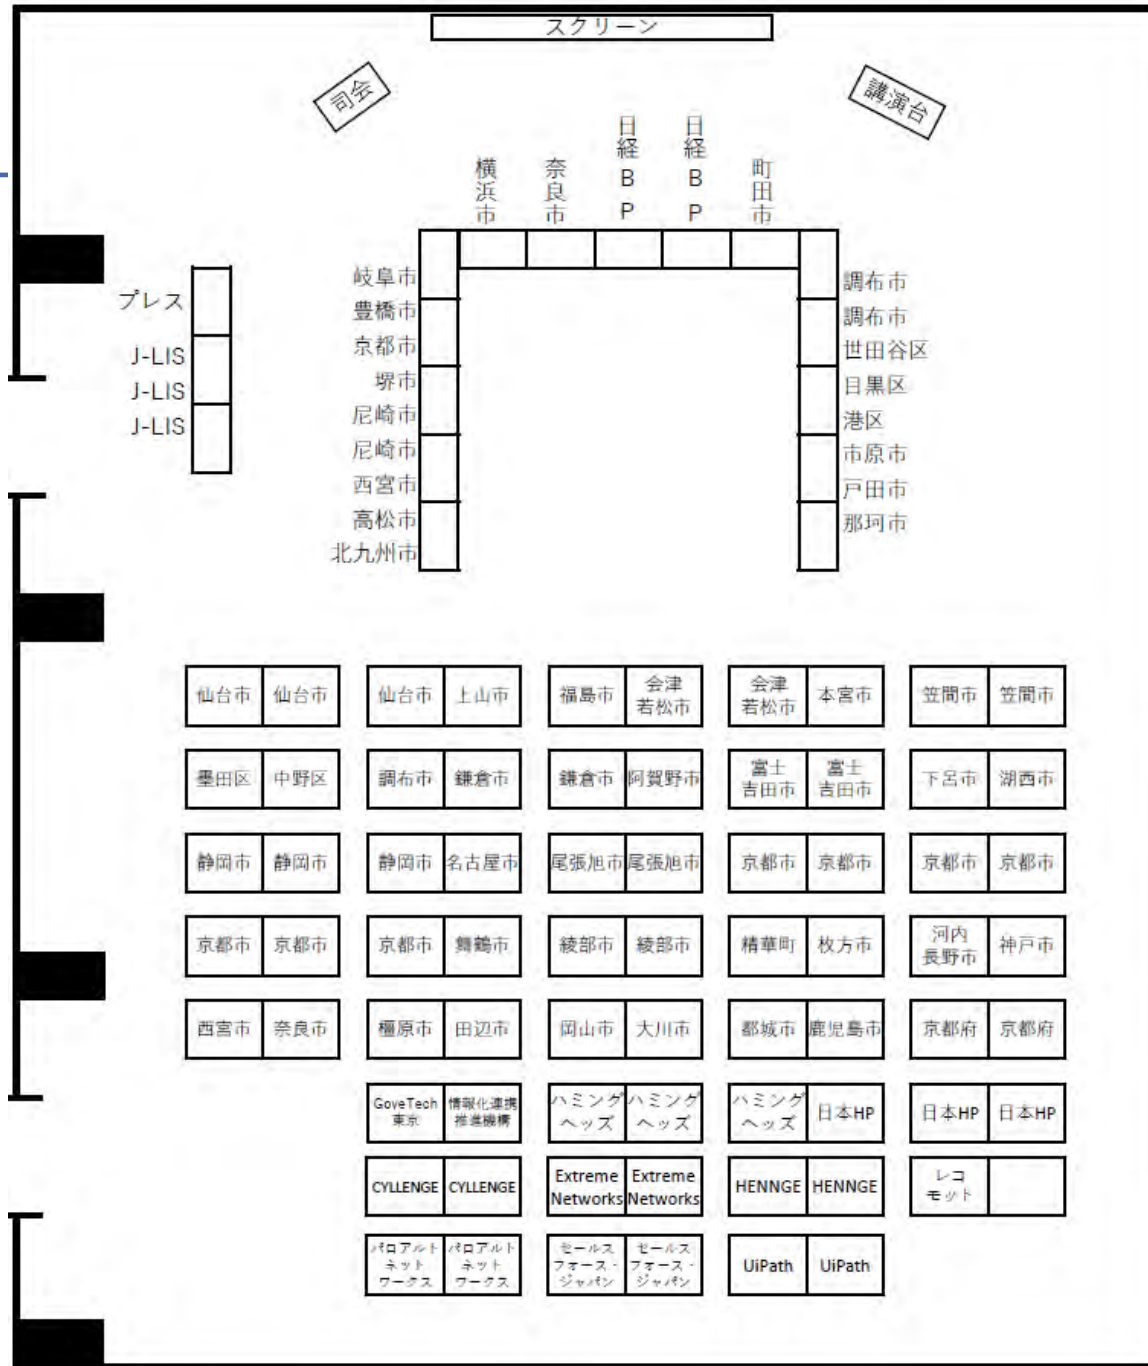 スクリーン
司会
講演台
横浜市
奈良市
日経BP
日経BP
町田市
プレス
J-LIS
J-LIS
J-LIS
岐阜市
豊橋市
京都市
堺市
尼崎市
尼崎市
西宮市
高松市
北九州市
調布市
調布市
世田谷区
目黒区
港区
市原市
戸田市
那珂市
仙台市 仙台市 仙台市 上山市 福島市 会津若松市 会津若松市 本宮市 笠間市 笠間市
墨田区 中野区 調布市 鎌倉市 鎌倉市 阿賀野市 富士吉田市 富士吉田市 下呂市 湖西市
静岡市 静岡市 静岡市 名古屋市 尾張旭市 尾張旭市 京都市 京都市 京都市 京都市
京都市 京都市 京都市 舞鶴市 綾部市 綾部市 精華町 枚方市 河内長野市 神戸市
西宮市 奈良市 橿原市 田辺市 岡山市 大川市 都城市 鹿児島市 京都府 京都府
GoveTech東京 情報化連携推進機構 ハミングヘッズ ハミングヘッズ ハミングヘッズ 日本HP 日本HP 日本HP
CYLLENGE CYLLENGE Extreme Networks Extreme Networks HENNGE HENNGE レコモット
パロアルトネットワークス パロアルトネットワークス セールスフォース・ジャパン セールスフォース・ジャパン UiPath UiPath